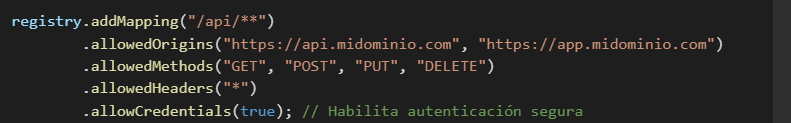 registry.addMapping("/api/**")
.allowedOrigins("https://api.midominio.com", "https://app.midominio.com")
.allowedMethods("GET", "POST", "PUT", "DELETE")
.allowedHeaders("*")
.allowCredentials(true); // Habilita autenticación segura